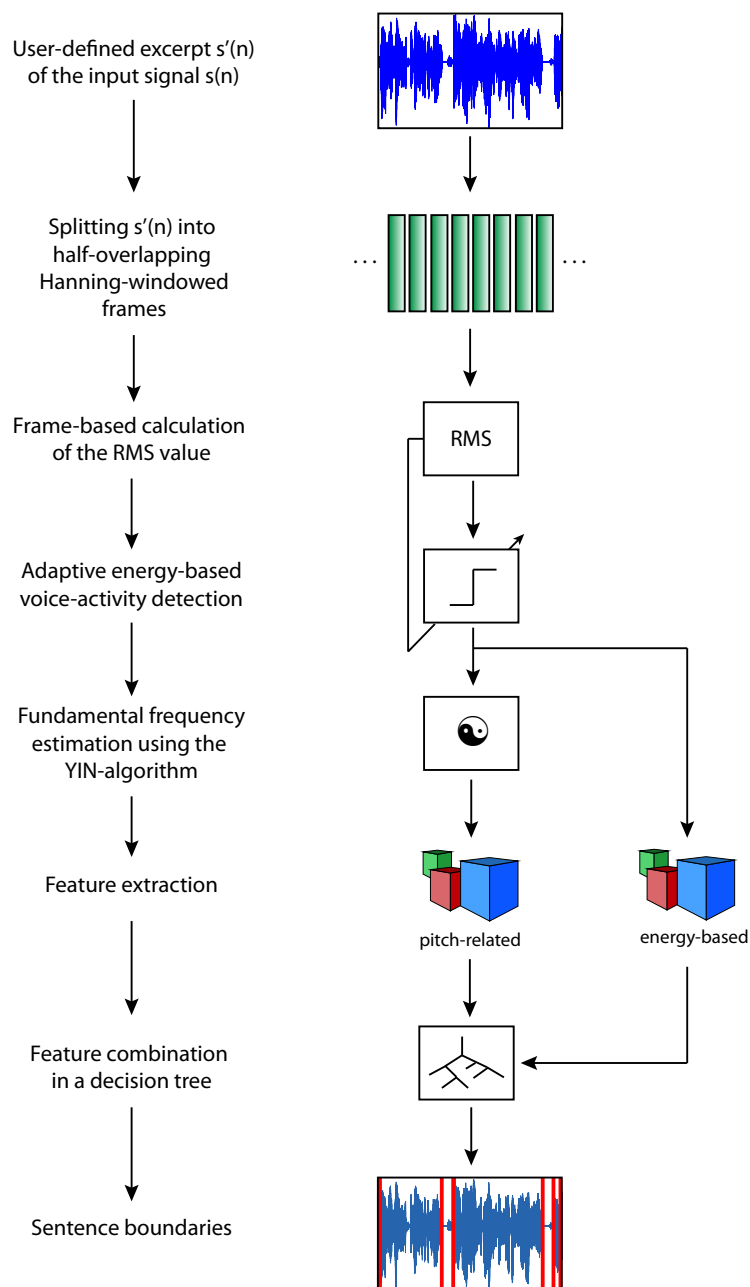 User-defined excerpt s'(n)
of the input signal s(n)
Splitting s'(n) into
half-overlapping
Hanning-windowed
frames
... ...
Frame-based calculation
of the RMS value
RMS
Adaptive energy-based
voice-activity detection
Fundamental frequency
estimation using the
YIN-algorithm
Feature extraction
pitch-related
energy-based
Feature combination
in a decision tree
Sentence boundaries